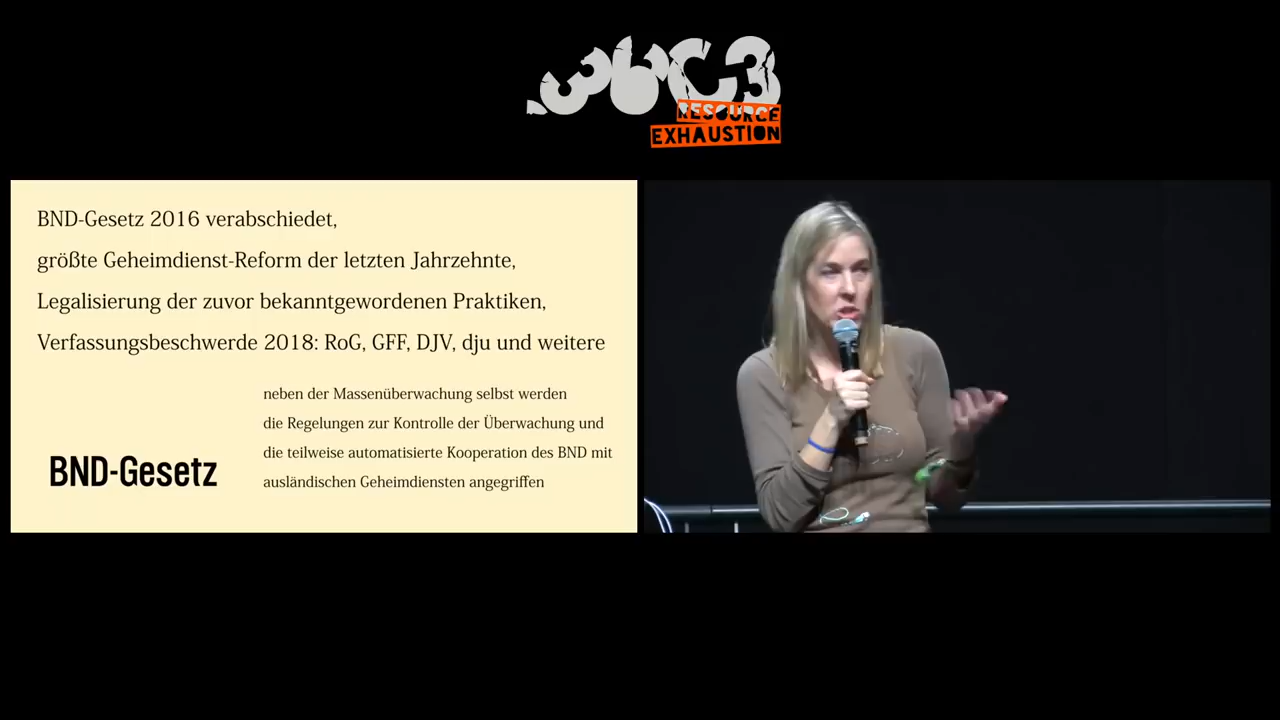 36C3
RESOURCE
EXHAUSTION
BND-Gesetz 2016 verabschiedet,
größte Geheimdienst-Reform der letzten Jahrzehnte,
Legalisierung der zuvor bekanntgewordenen Praktiken,
Verfassungsbeschwerde 2018: RoG, GFF, DJV, dju und weitere
neben der Massenüberwachung selbst werden
die Regelungen zur Kontrolle der Überwachung und
die teilweise automatisierte Kooperation des BND mit
ausländischen Geheimdiensten angegriffen
BND-Gesetz